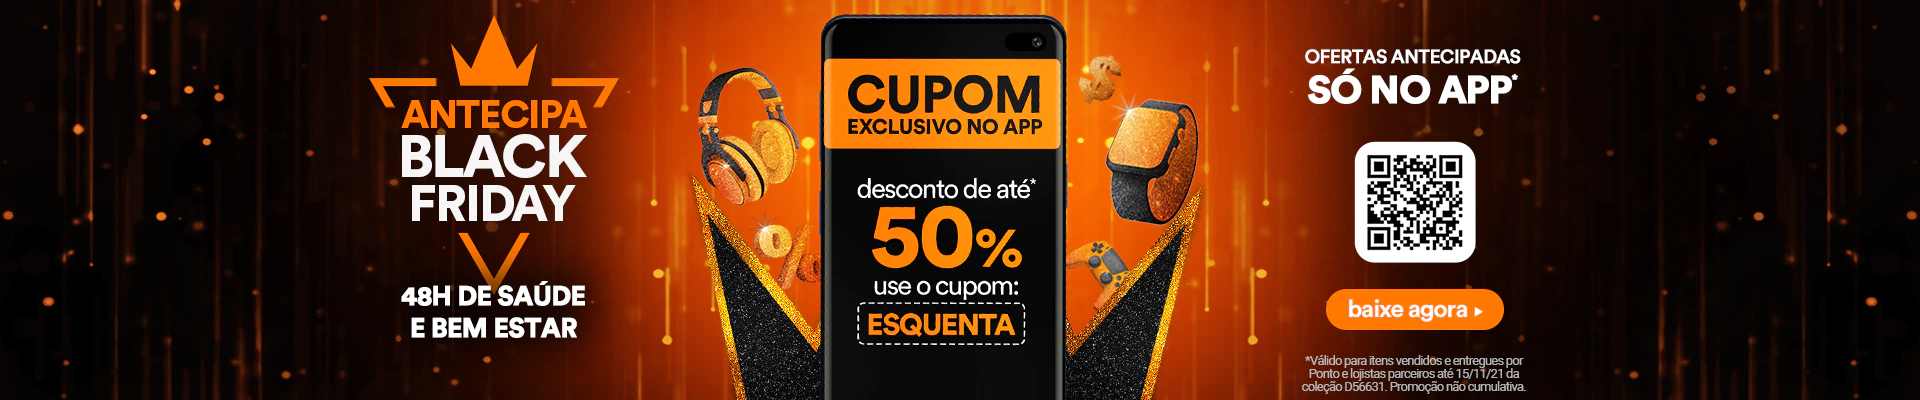 ANTECIPA
BLACK
FRIDAY
48H DE SAÚDE
E BEM ESTAR
CUPOM
EXCLUSIVO NO APP
desconto de até*
50%
use o cupom:
ESQUENTA
OFERTAS ANTECIPADAS
SÓ NO APP*
baixe agora
*Válido para itens vendidos e entregues por
Ponto e lojistas parceiros até 15/11/21 da
coleção D56631. Promoção não cumulativa.